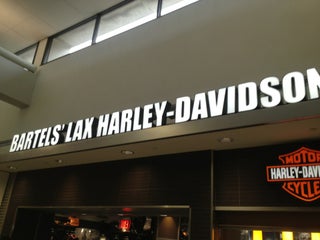 BARTELS' LAX HARLEY-DAVIDSON
MOTOR
HARLEY-DAVIDSON
CYCLES